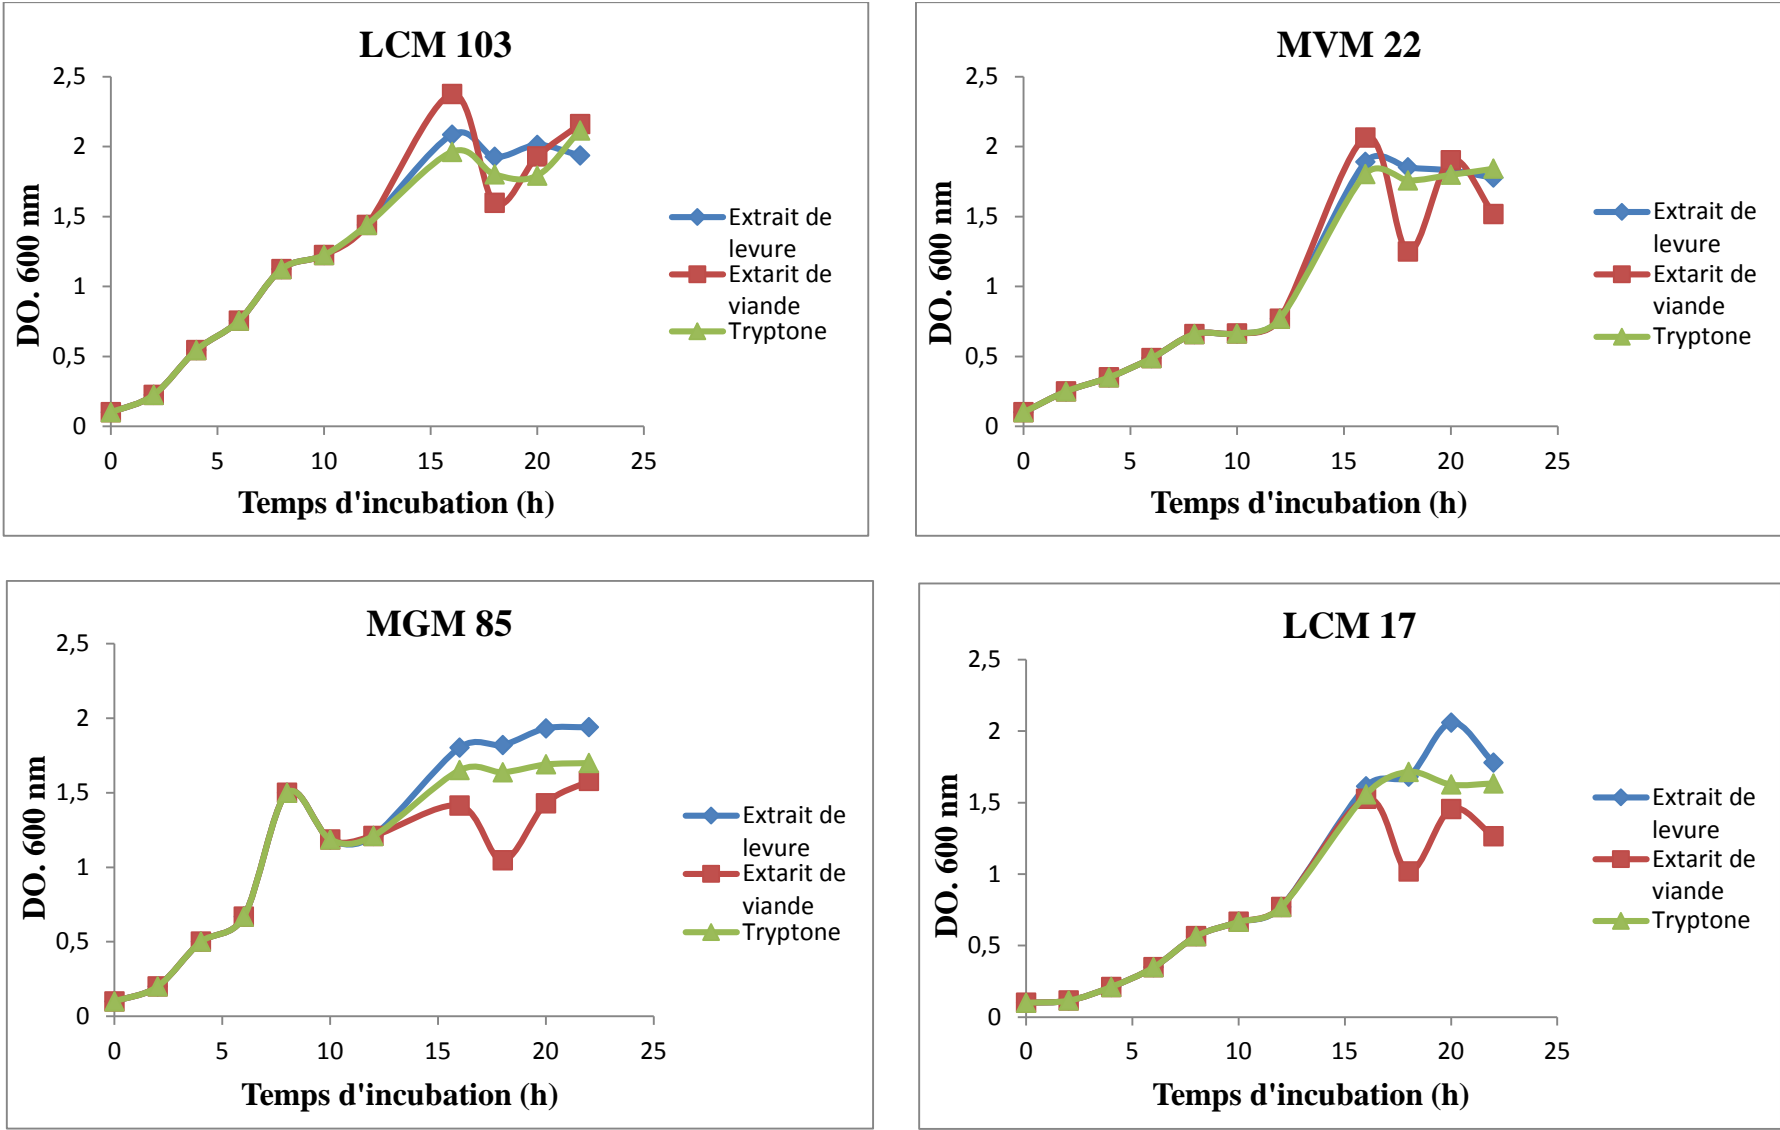 LCM 103
2,5
2
1,5
1
0,5
0
0 5 10 15 20 25
DO. 600 nm
Temps d'incubation (h)
Extrait de
levure
Extarit de
viande
Tryptone
MVM 22
2,5
2
1,5
1
0,5
0
0 5 10 15 20 25
DO. 600 nm
Temps d'incubation (h)
Extrait de
levure
Extarit de
viande
Tryptone
MGM 85
2,5
2
1,5
1
0,5
0
0 5 10 15 20 25
DO. 600 nm
Temps d'incubation (h)
Extrait de
levure
Extarit de
viande
Tryptone
LCM 17
2,5
2
1,5
1
0,5
0
0 5 10 15 20 25
DO. 600 nm
Temps d'incubation (h)
Extrait de
levure
Extarit de
viande
Tryptone